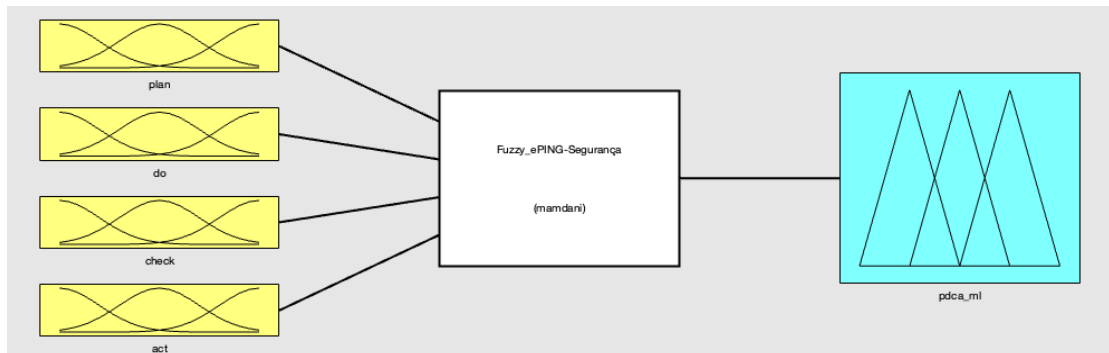 plan
do
check
act
Fuzzy_ePING-Segurança
(mamdani)
pdca_ml